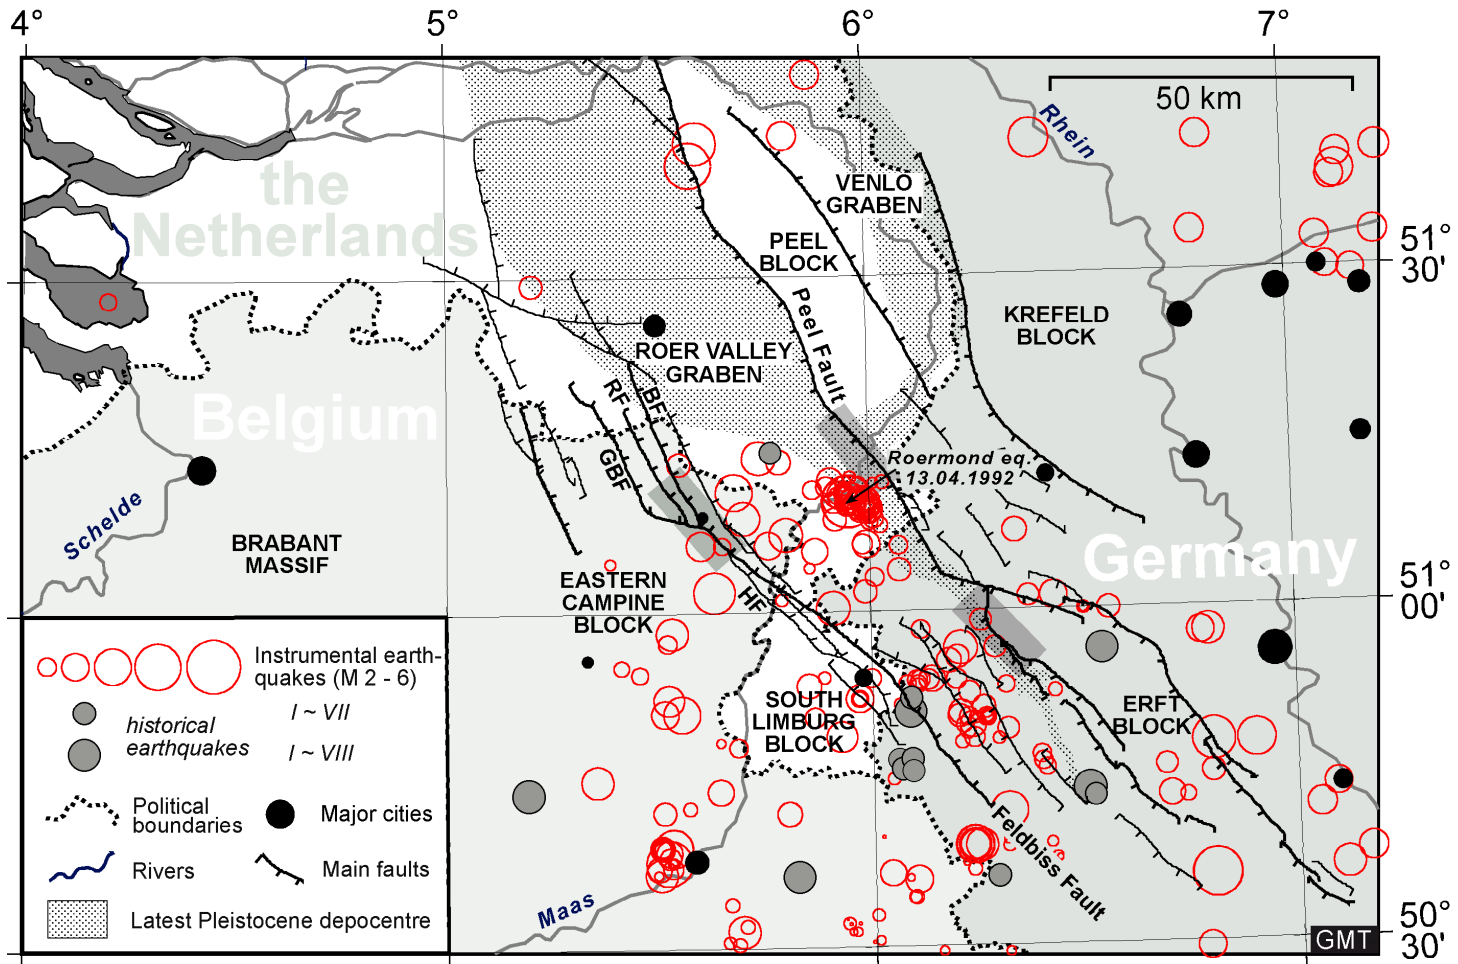 4°
5°
6°
7°
50 km
Rhein
the
Netherlands
VENLO
GRABEN
PEEL
BLOCK
51°
30'
Peel Fault
KREFELD
BLOCK
ROER VALLEY
GRABEN
RF
BF
Belgium
GBF
Roermond eq.
13.04.1992
Schelde
BRABANT
MASSIF
Germany
EASTERN
CAMPINE
BLOCK
HF
51°
00'
SOUTH
LIMBURG
BLOCK
ERFT
BLOCK
Feldbiss Fault
Maas
50°
30'
GMT
Instrumental earth-
quakes (M 2 - 6)
historical
earthquakes
I ~ VII
I ~ VIII
Political
boundaries
Major cities
Rivers
Main faults
Latest Pleistocene depocentre